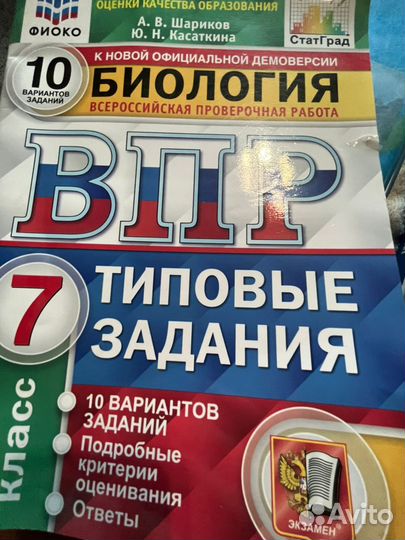 ОЦЕНКИ КАЧЕСТВА ОБРАЗОВАНИЯ
ФИОКО
А. В. Шариков
Ю. Н. Касаткина
СтатГрад
10
ВАРИАНТОВ
ЗАДАНИЙ
К НОВОЙ ОФИЦИАЛЬНОЙ ДЕМОВЕРСИИ
БИОЛОГИЯ
ВСЕРОССИЙСКАЯ ПРОВЕРОЧНАЯ РАБОТА
ВПР
7
КЛАСС
ТИПОВЫЕ
ЗАДАНИЯ
10 ВАРИАНТОВ
ЗАДАНИЙ
Подробные
критерии
оценивания
Ответы
ЭКЗАМЕН
Avito